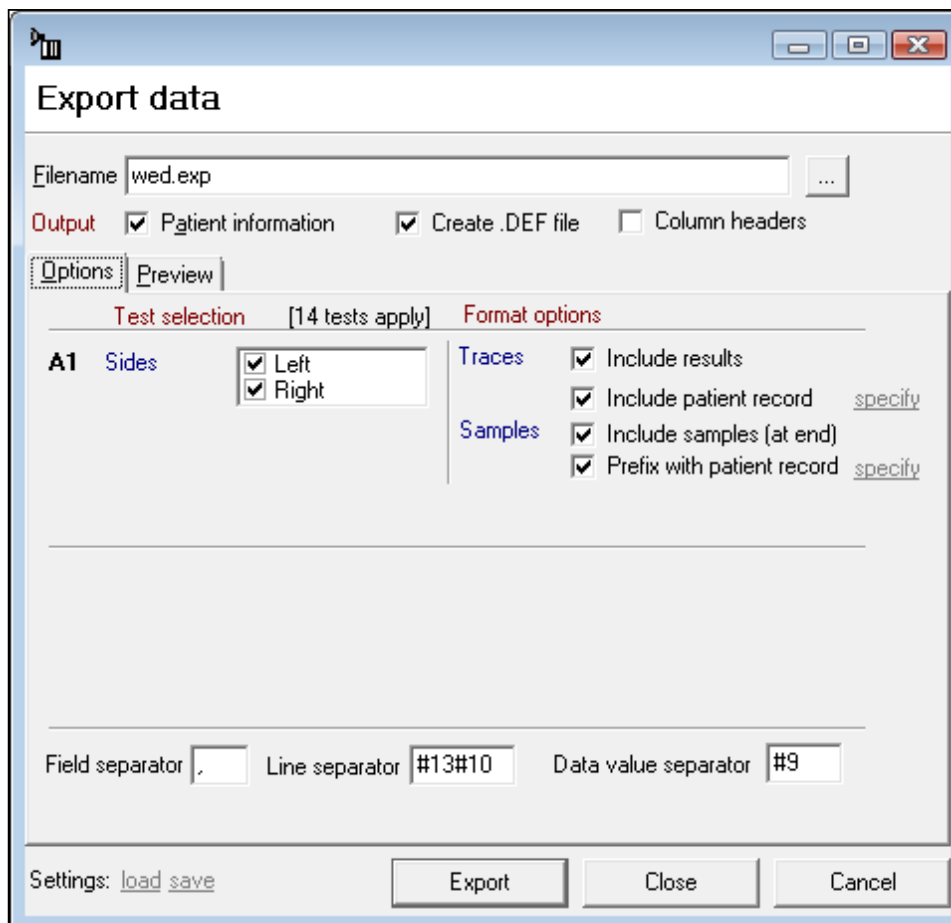 Export data
Filename wed.exp ...
Output Patient information Create .DEF file Column headers
Options Preview
Test selection [14 tests apply] Format options
A1 Sides Left Traces Include results
Right
Include patient record specify
Samples Include samples (at end)
Prefix with patient record specify
Field separator , Line separator #13#10 Data value separator #9
Settings: load save Export Close Cancel